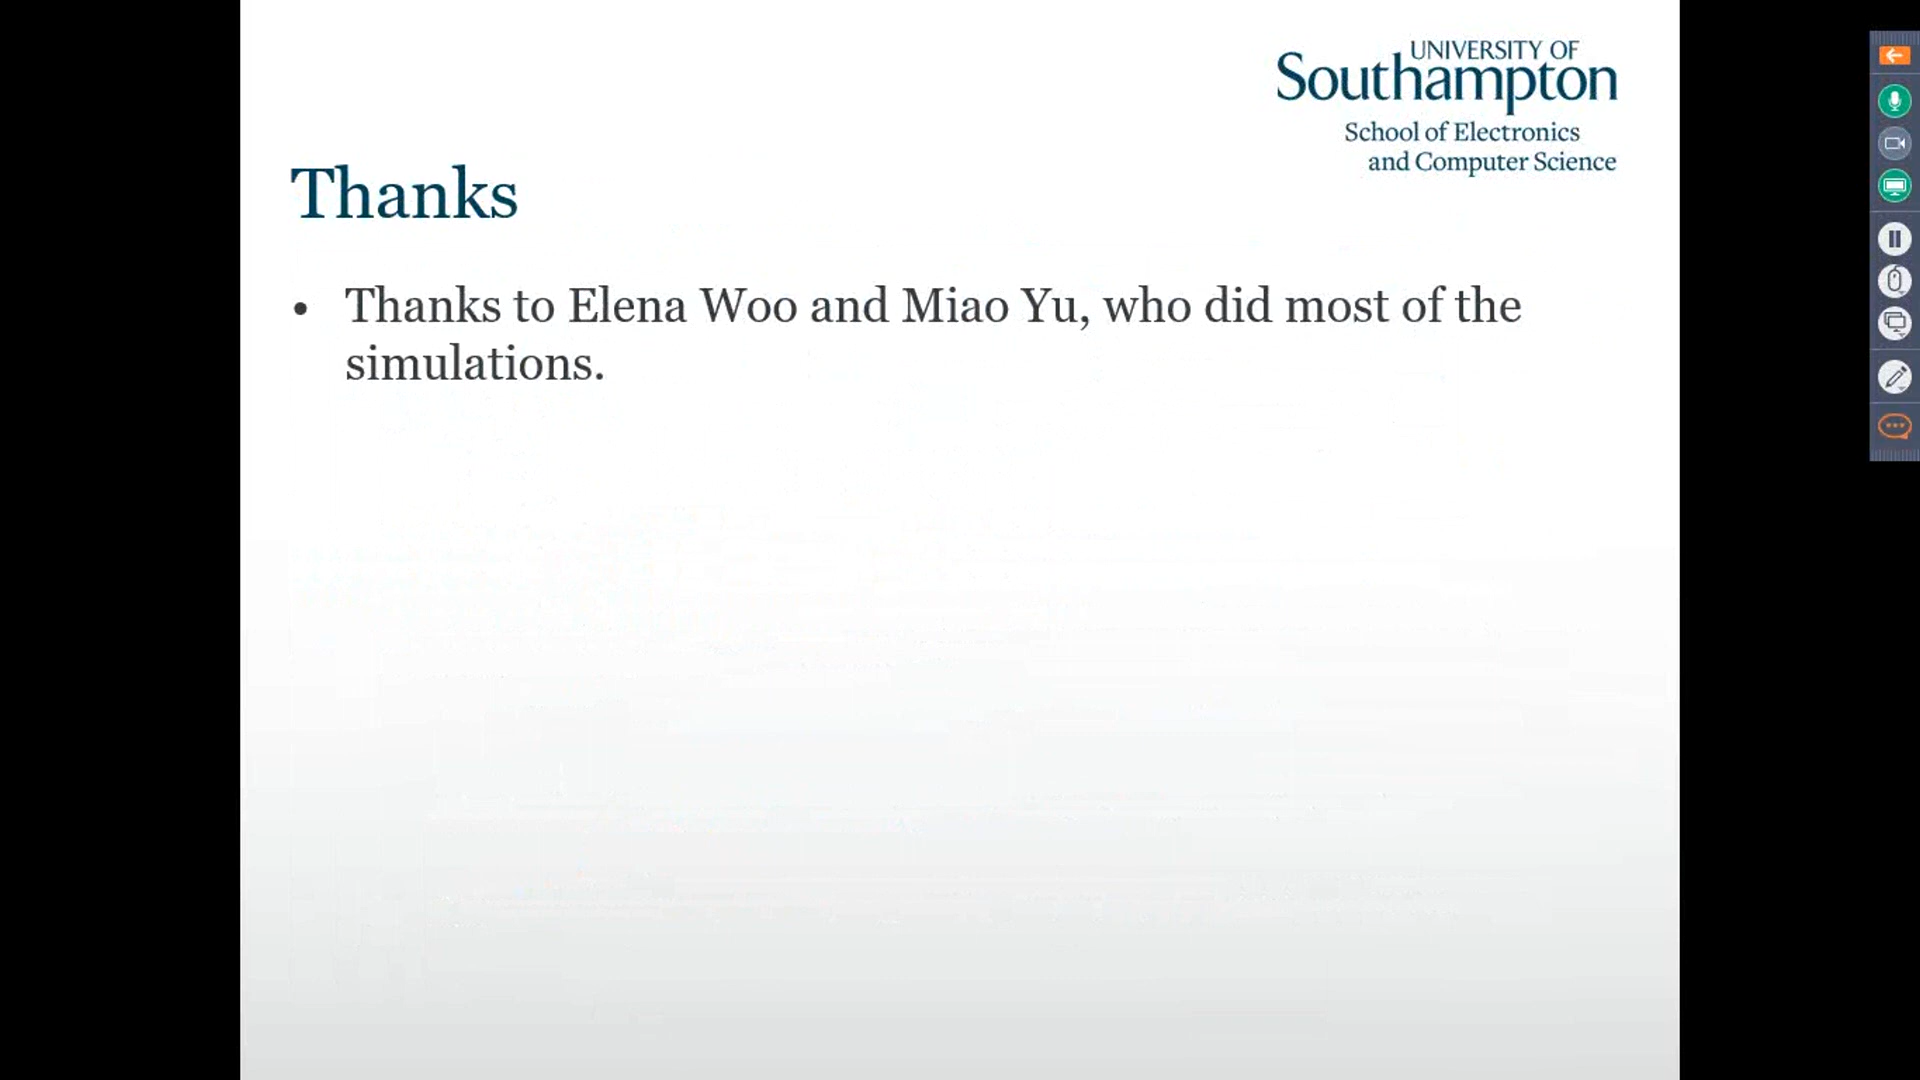 UNIVERSITY OF
Southampton
School of Electronics
and Computer Science
Thanks
• Thanks to Elena Woo and Miao Yu, who did most of the
simulations.